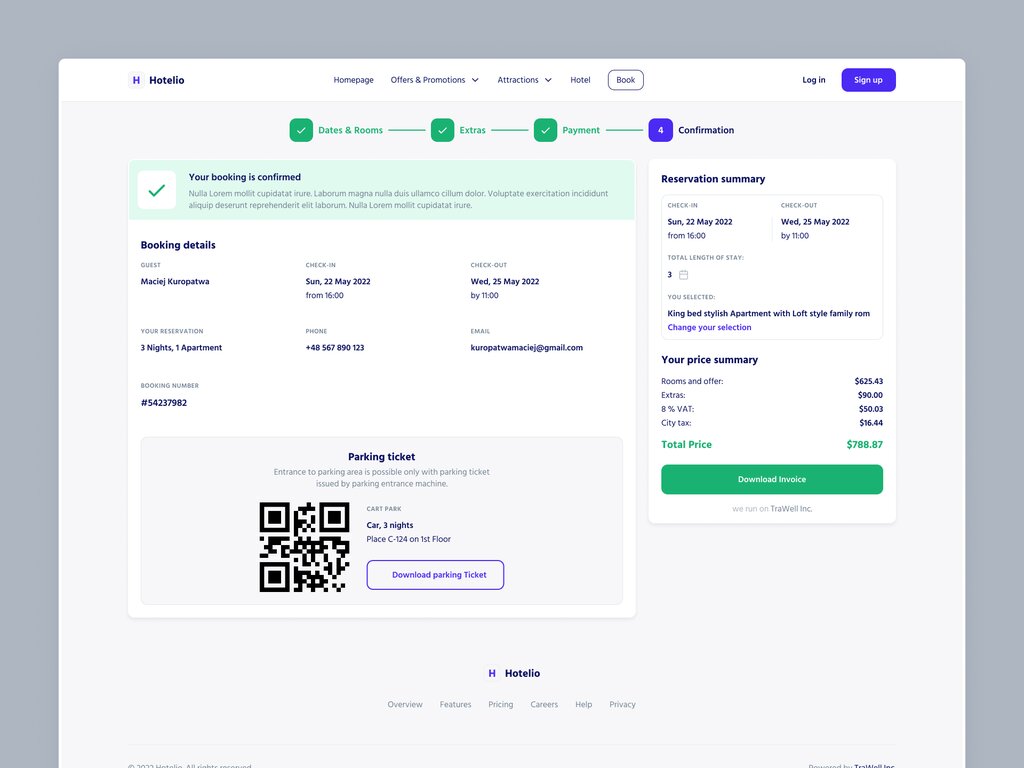 H Hotelio
Homepage Offers & Promotions Attractions Hotel Book
Log in Sign up
Dates & Rooms Extras Payment 4 Confirmation
Your booking is confirmed
Nulla Lorem mollit cupidatat irure. Laborum magna nulla duis ullamco cillum dolor. Voluptate exercitation incididunt
aliquip deserunt reprehenderit elit laborum. Nulla Lorem mollit cupidatat irure.
Booking details
GUEST CHECK-IN CHECK-OUT
Maciej Kuropatwa Sun, 22 May 2022 Wed, 25 May 2022
from 16:00 by 11:00
YOUR RESERVATION PHONE EMAIL
3 Nights, 1 Apartment +48 567 890 123 kuropatwamaciej@gmail.com
BOOKING NUMBER
#54237982
Parking ticket
Entrance to parking area is possible only with parking ticket
issued by parking entrance machine.
CART PARK
Car, 3 nights
Place C-124 on 1st Floor
Download parking Ticket
Reservation summary
CHECK-IN CHECK-OUT
Sun, 22 May 2022 Wed, 25 May 2022
from 16:00 by 11:00
TOTAL LENGTH OF STAY:
3
YOU SELECTED:
King bed stylish Apartment with Loft style family rom
Change your selection
Your price summary
Rooms and offer: $625.43
Extras: $90.00
8 % VAT: $50.03
City tax: $16.44
Total Price $788.87
Download Invoice
we run on TraWell Inc.
H Hotelio
Overview Features Pricing Careers Help Privacy
© 2022 Hotelio. All rights reserved.
Powered by TraWell Inc.